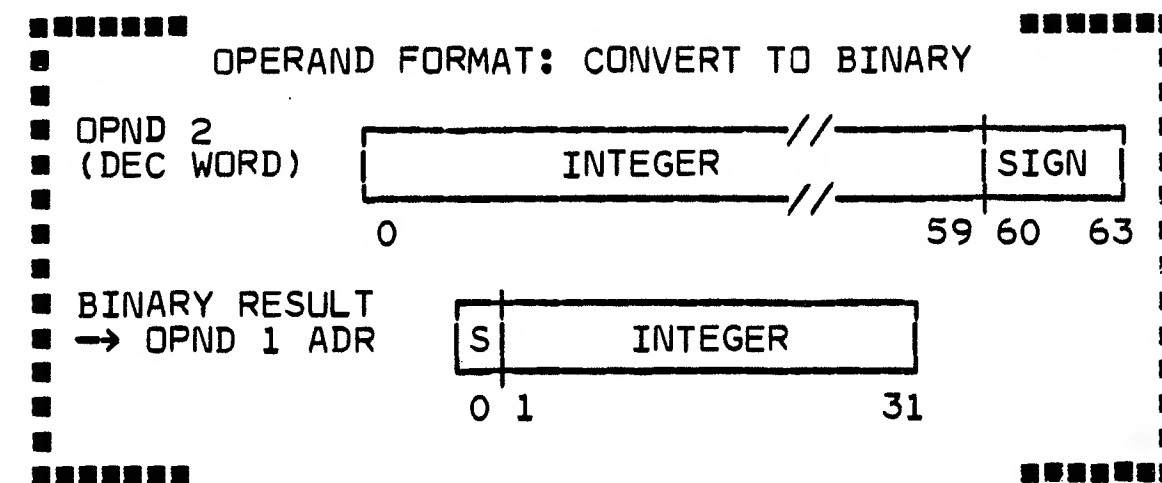 OPERAND FORMAT: CONVERT TO BINARY
OPND 2
(DEC WORD)
INTEGER
SIGN
0
59 60 63
BINARY RESULT
→ OPND 1 ADR
S
INTEGER
0 1
31